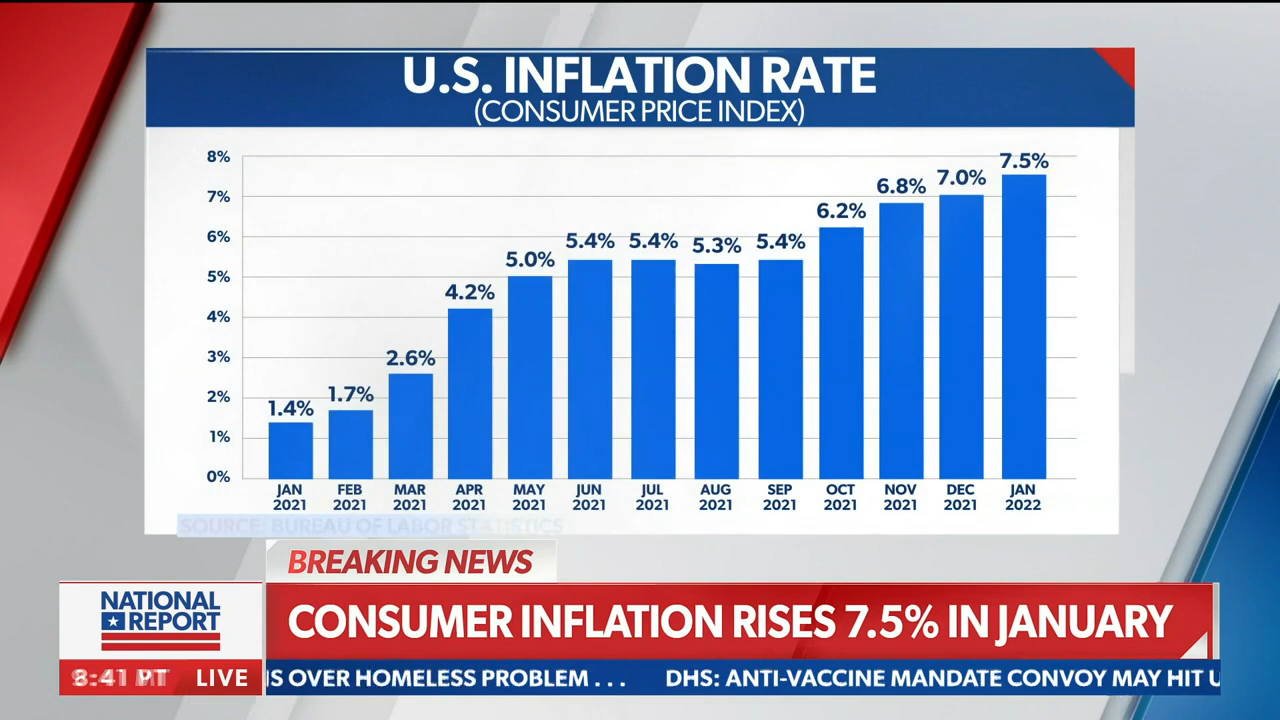 U.S. INFLATION RATE
(CONSUMER PRICE INDEX)
8%
7%
6%
5%
4%
3%
2%
1%
0%
1.4%
1.7%
2.6%
4.2%
5.0%
5.4%
5.4%
5.3%
5.4%
6.2%
6.8%
7.0%
7.5%
JAN 2021
FEB 2021
MAR 2021
APR 2021
MAY 2021
JUN 2021
JUL 2021
AUG 2021
SEP 2021
OCT 2021
NOV 2021
DEC 2021
JAN 2022
SOURCE: BUREAU OF LABOR STATISTICS
BREAKING NEWS
NATIONAL
REPORT
CONSUMER INFLATION RISES 7.5% IN JANUARY
8:41 PT LIVE
S OVER HOMELESS PROBLEM . . . DHS: ANTI-VACCINE MANDATE CONVOY MAY HIT